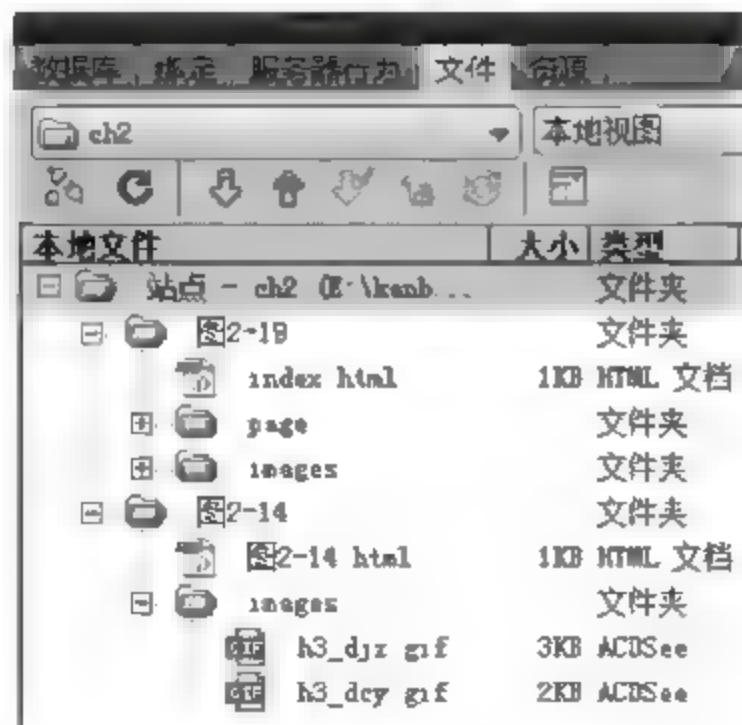 数据库 绑定 服务器行为 文件 资源
ch2 本地视图
本地文件 大小 类型
站点 - ch2 (E:\kanb... 文件夹
图2-19 文件夹
index html 1KB HTML 文档
page 文件夹
images 文件夹
图2-14 文件夹
图2-14 html 1KB HTML 文档
images 文件夹
GIF h3_djz gif 3KB ACDSee
GIF h3_dcy gif 2KB ACDSee